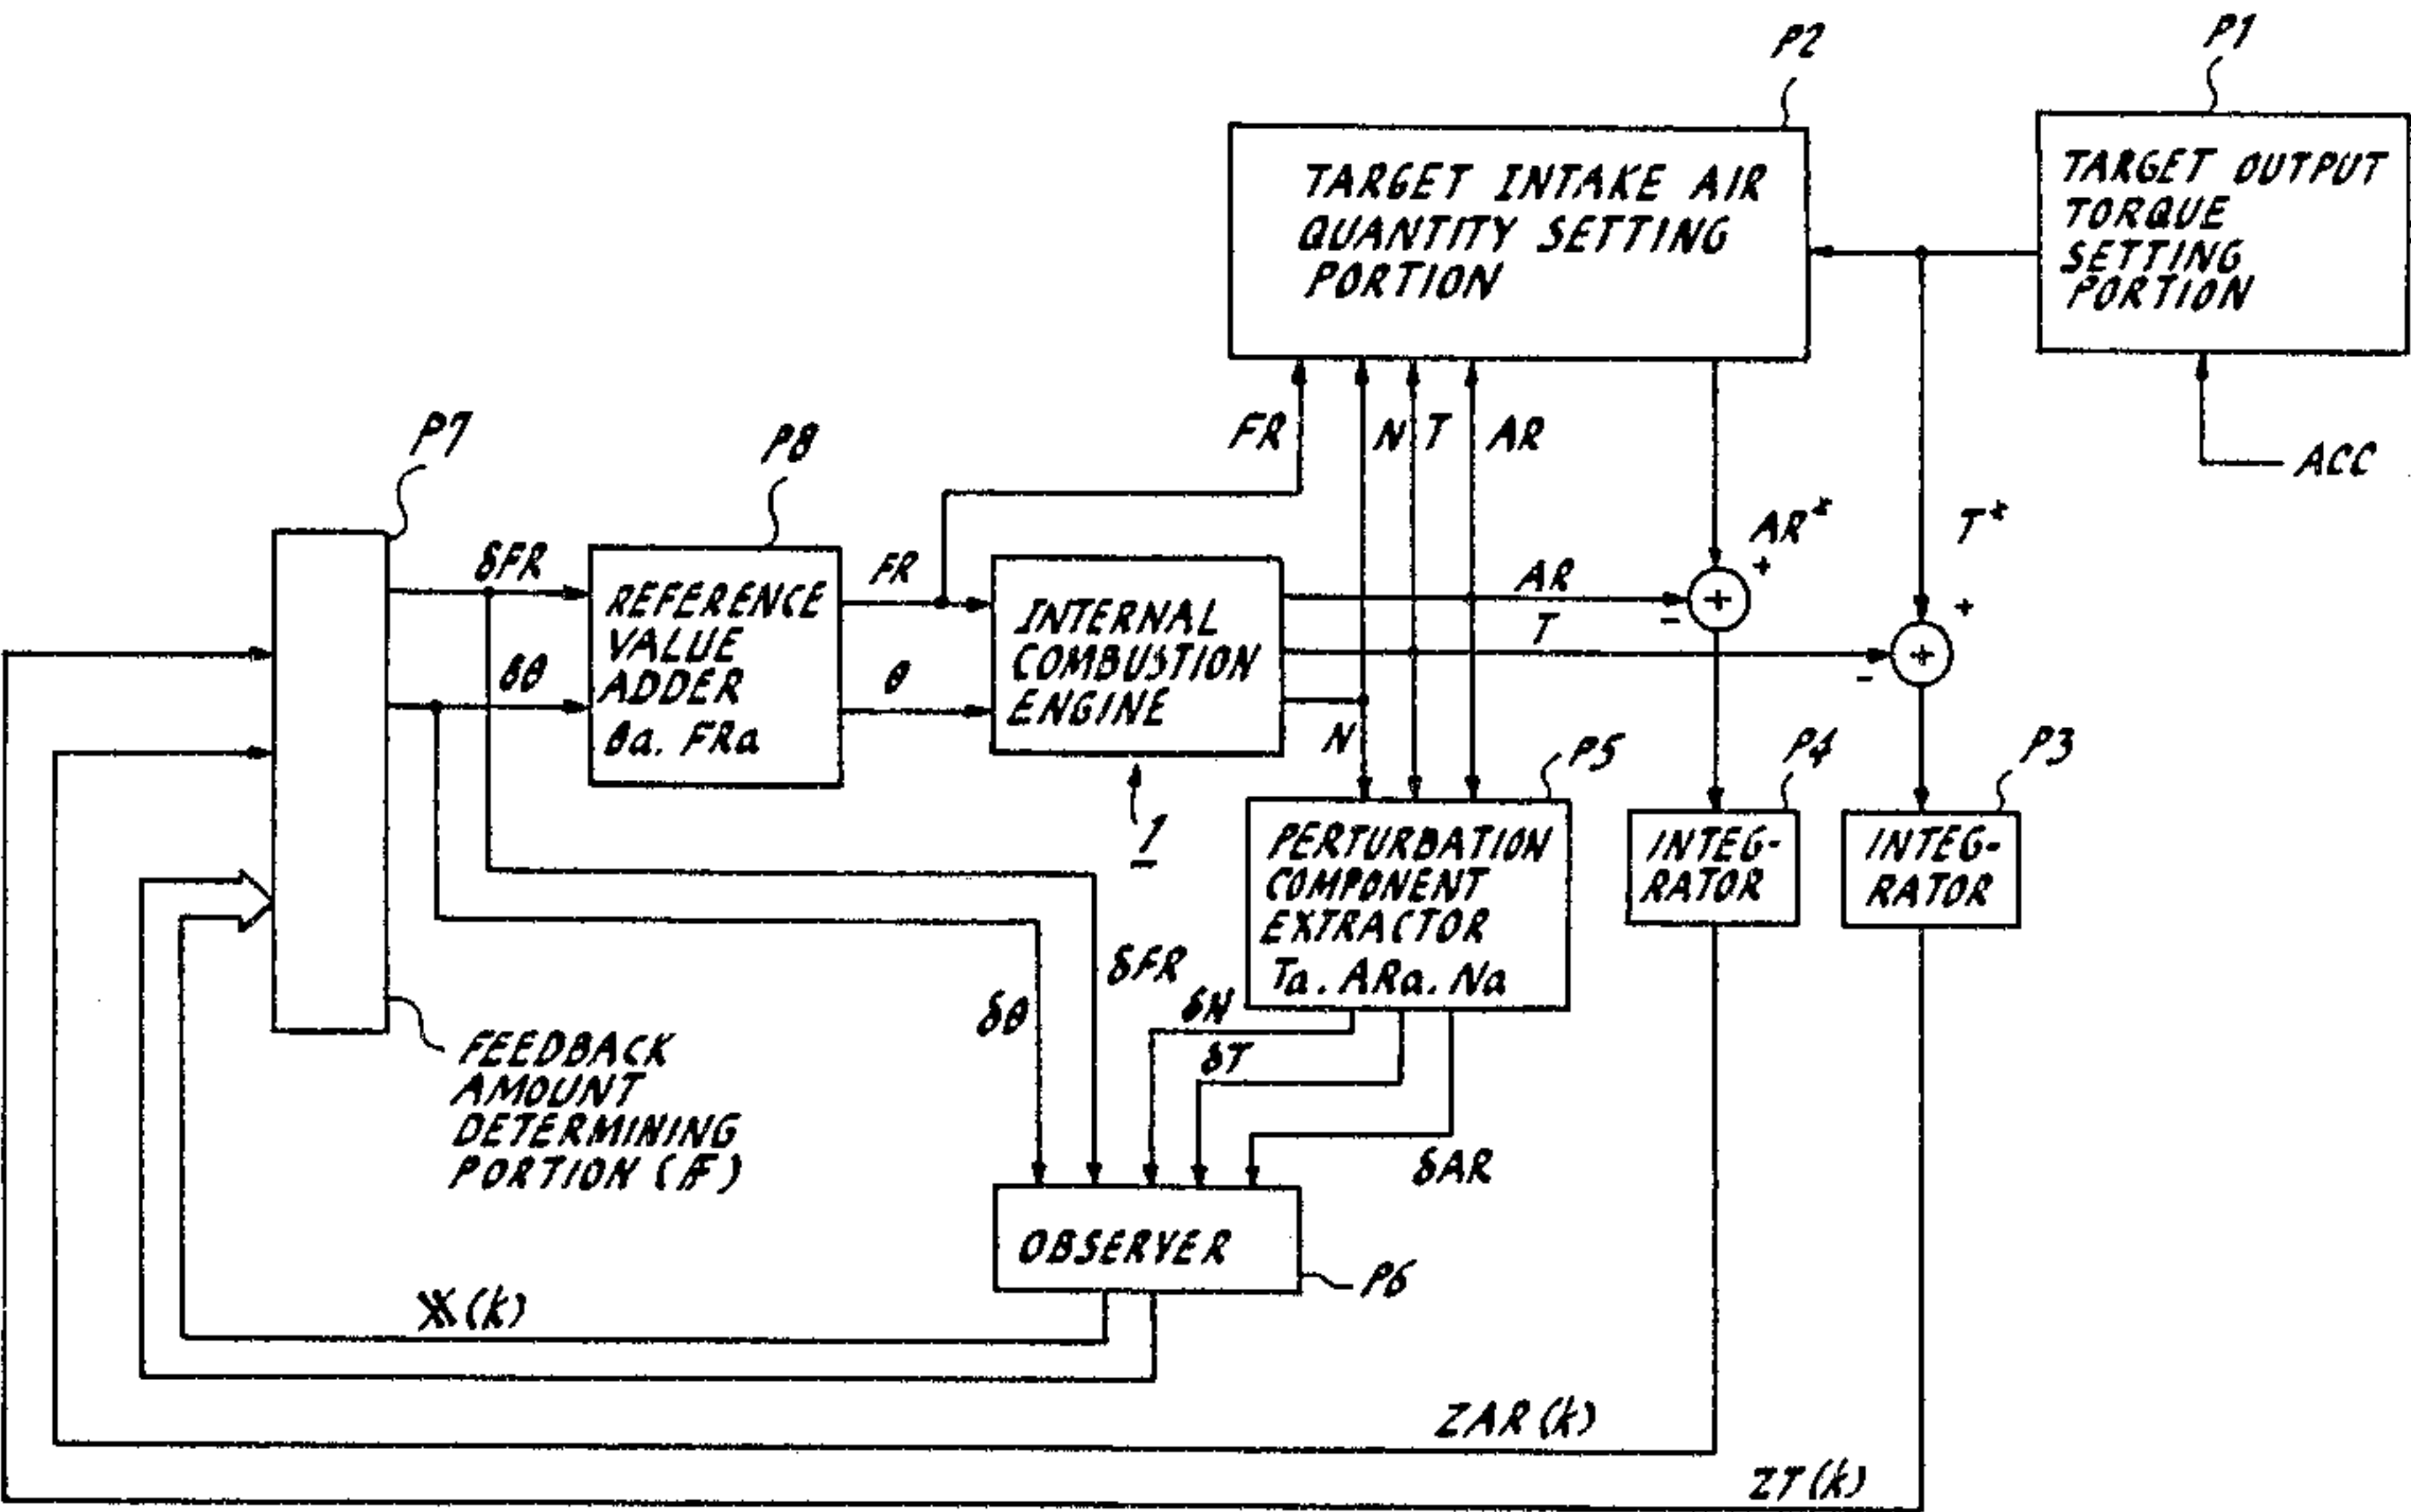 P1
P2
TARGET INTAKE AIR
QUANTITY SETTING
PORTION
TARGET OUTPUT
TORQUE
SETTING
PORTION
ACC
FR
N
T
AR
P7
P8
AR*
+
T*
+
δFR
REFERENCE
VALUE
ADDER
θa. FRa
δθ
FR
θ
INTERNAL
COMBUSTION
ENGINE
AR
T
N
+
-
+
-
1
P5
P4
P3
PERTURBATION
COMPONENT
EXTRACTOR
Ta. ARa. Na
INTEG-
RATOR
INTEG-
RATOR
δθ
δFR
δN
δT
δAR
FEEDBACK
AMOUNT
DETERMINING
PORTION (𝔽)
OBSERVER
P6
𝕏(k)
ZAR(k)
ZT(k)